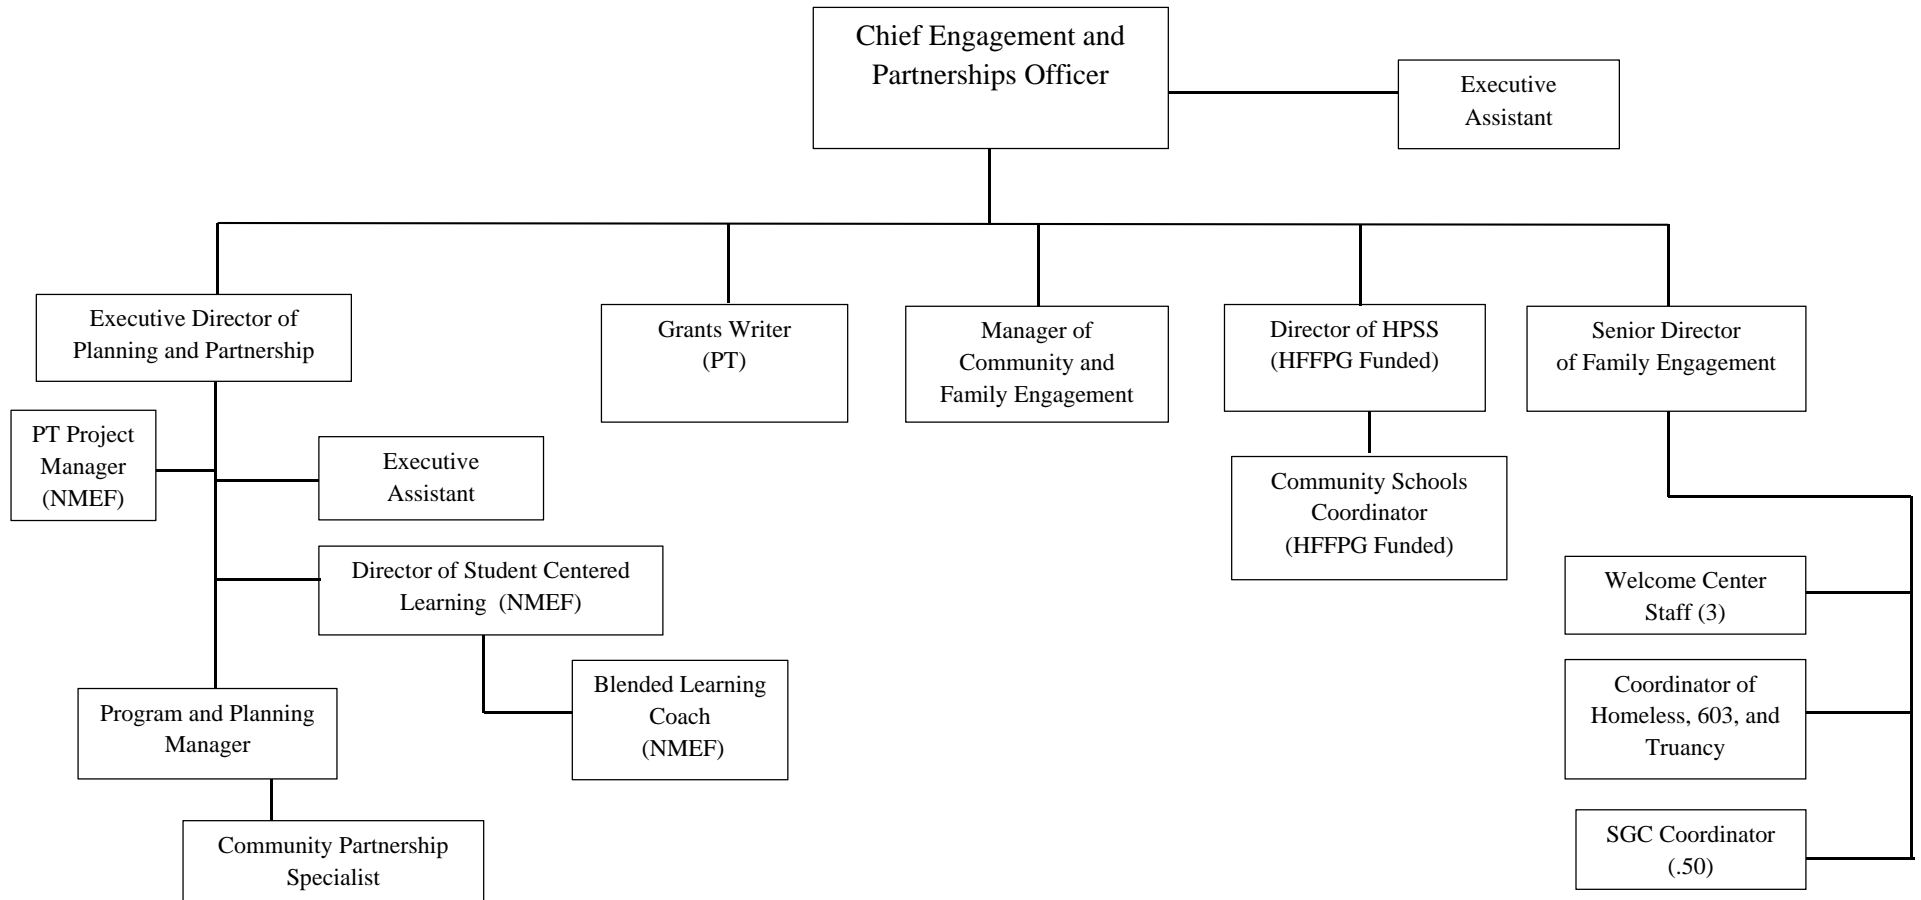 Chief Engagement and
Partnerships Officer
Executive
Assistant
Executive Director of
Planning and Partnership
Grants Writer
(PT)
Manager of
Community and
Family Engagement
Director of HPSS
(HFFPG Funded)
Senior Director
of Family Engagement
PT Project
Manager
(NMEF)
Executive
Assistant
Community Schools
Coordinator
(HFFPG Funded)
Director of Student Centered
Learning (NMEF)
Welcome Center
Staff (3)
Blended Learning
Coach
(NMEF)
Coordinator of
Homeless, 603, and
Truancy
Program and Planning
Manager
Community Partnership
Specialist
SGC Coordinator
(.50)